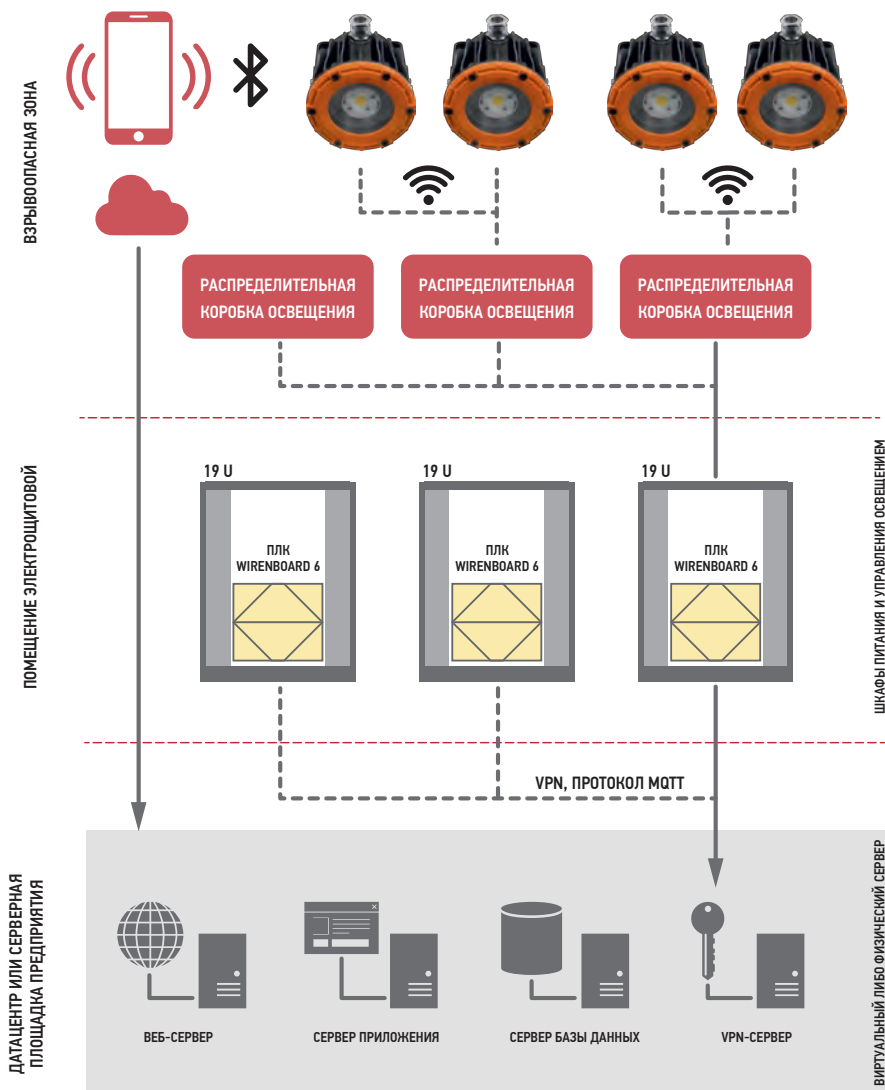 ВЗРЫВООПАСНАЯ ЗОНА
РАСПРЕДЕЛИТЕЛЬНАЯ
КОРОБКА ОСВЕЩЕНИЯ
РАСПРЕДЕЛИТЕЛЬНАЯ
КОРОБКА ОСВЕЩЕНИЯ
РАСПРЕДЕЛИТЕЛЬНАЯ
КОРОБКА ОСВЕЩЕНИЯ
ПОМЕЩЕНИЕ ЭЛЕКТРОЩИТОВОЙ
19 U
19 U
19 U
ПЛК
WIRENBOARD 6
ПЛК
WIRENBOARD 6
ПЛК
WIRENBOARD 6
ШКАФЫ ПИТАНИЯ И УПРАВЛЕНИЯ ОСВЕЩЕНИЕМ
VPN, ПРОТОКОЛ MQTT
ДАТАЦЕНТР ИЛИ СЕРВЕРНАЯ
ПЛОЩАДКА ПРЕДПРИЯТИЯ
ВЕБ-СЕРВЕР
СЕРВЕР ПРИЛОЖЕНИЯ
СЕРВЕР БАЗЫ ДАННЫХ
VPN-СЕРВЕР
ВИРТУАЛЬНЫЙ ЛИБО ФИЗИЧЕСКИЙ СЕРВЕР